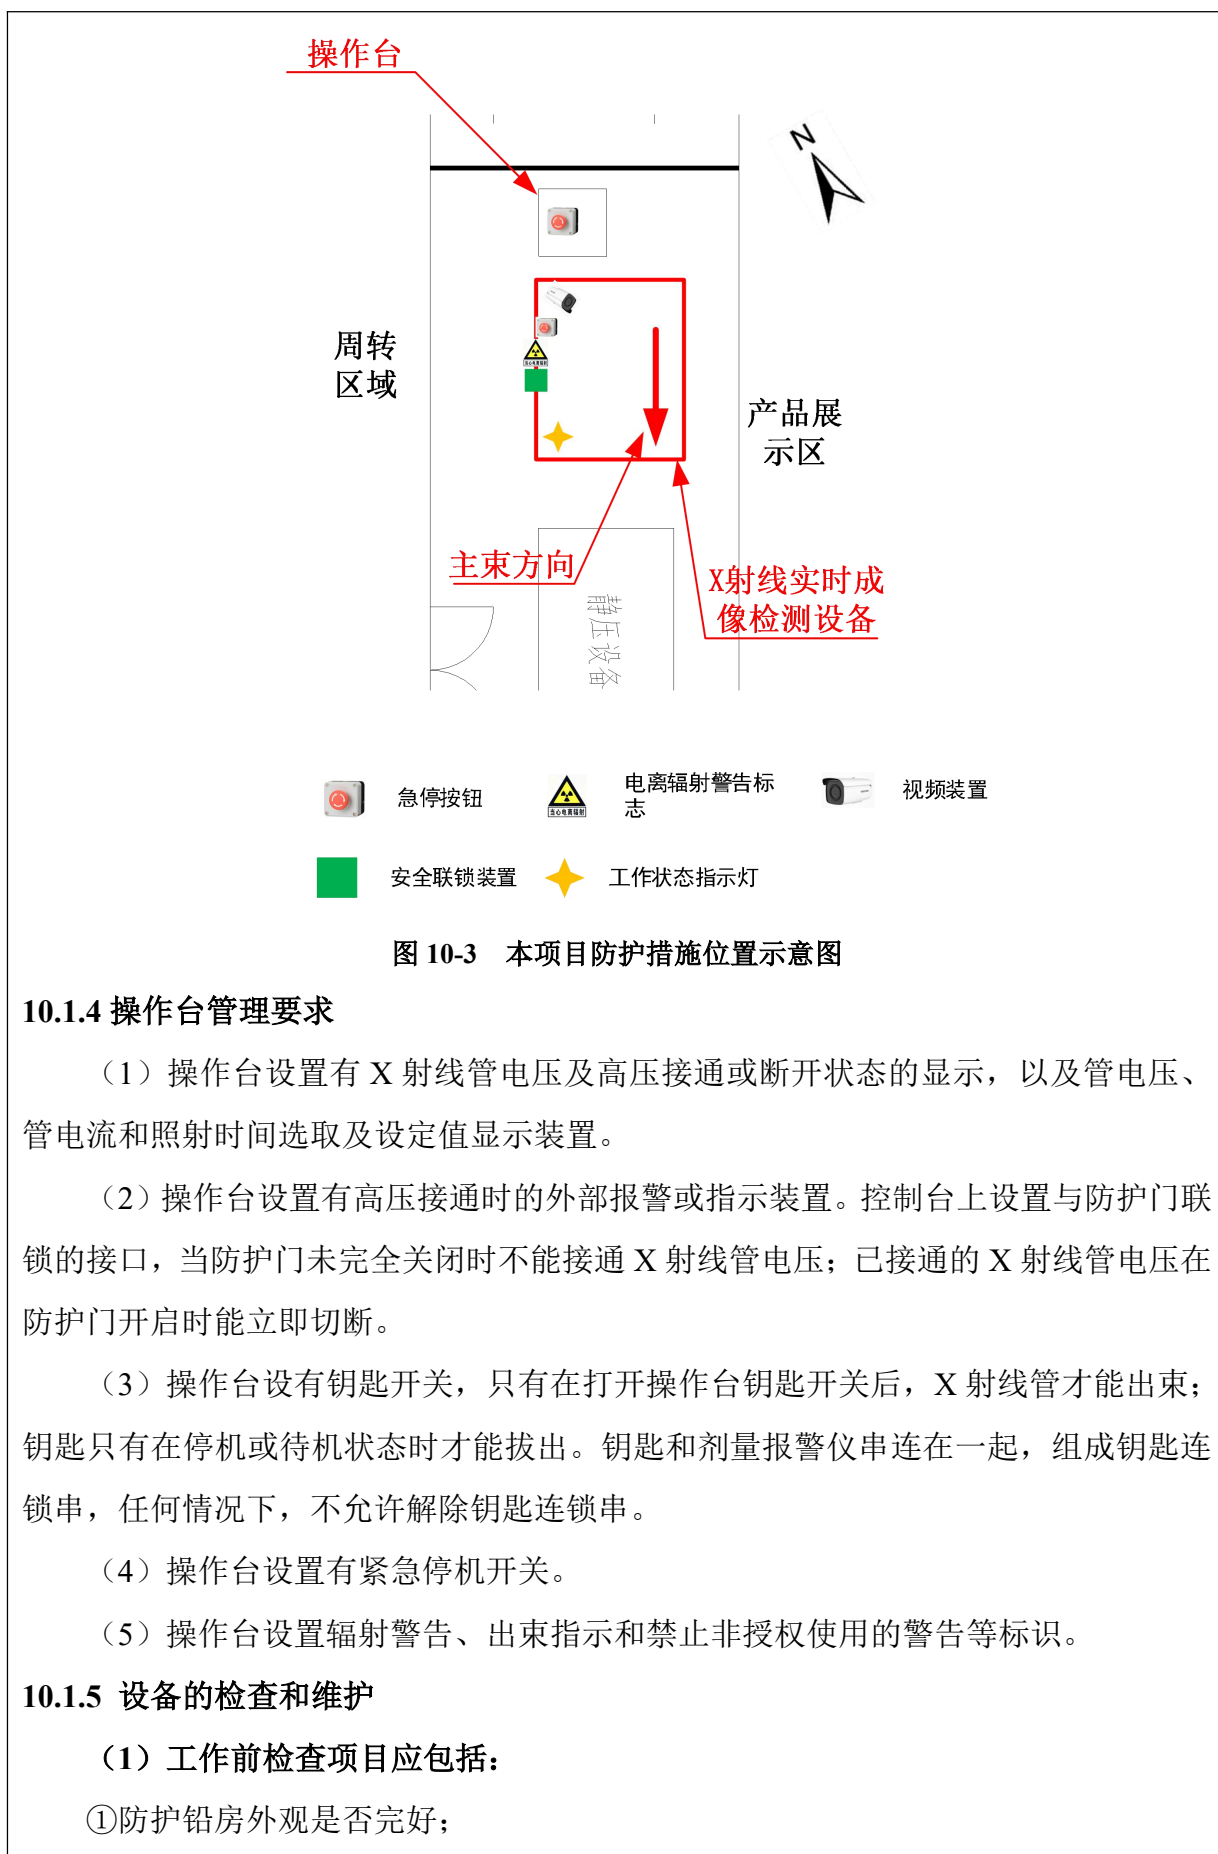 操作台
N
周转
区域
产品展
示区
主束方向
X射线实时成
像检测设备
静压设备
当心电离辐射
急停按钮
当心电离辐射
电离辐射警告标
志
视频装置
安全联锁装置
工作状态指示灯
图 10-3 本项目防护措施位置示意图
10.1.4 操作台管理要求
（1）操作台设置有 X 射线管电压及高压接通或断开状态的显示，以及管电压、
管电流和照射时间选取及设定值显示装置。
（2）操作台设置有高压接通时的外部报警或指示装置。控制台上设置与防护门联
锁的接口，当防护门未完全关闭时不能接通 X 射线管电压；已接通的 X 射线管电压在
防护门开启时能立即切断。
（3）操作台设有钥匙开关，只有在打开操作台钥匙开关后，X 射线管才能出束；
钥匙只有在停机或待机状态时才能拔出。钥匙和剂量报警仪串连在一起，组成钥匙连
锁串，任何情况下，不允许解除钥匙连锁串。
（4）操作台设置有紧急停机开关。
（5）操作台设置辐射警告、出束指示和禁止非授权使用的警告等标识。
10.1.5 设备的检查和维护
（1）工作前检查项目应包括：
①防护铅房外观是否完好；